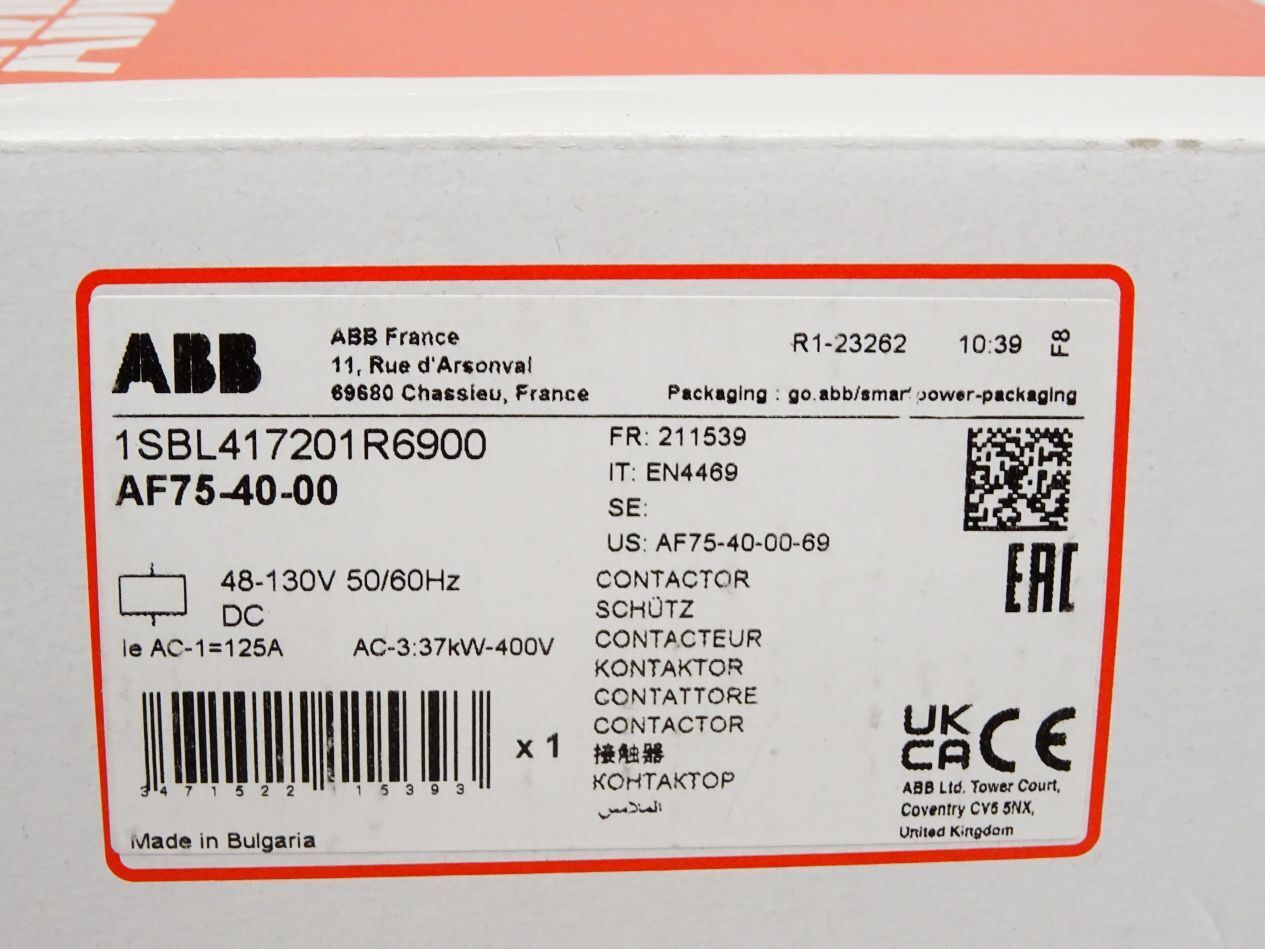 ABB
ABB France
11, Rue d'Arsonval
69680 Chassieu, France
R1-23262 10:39 F8
Packaging : go.abb/smart power-packaging
1SBL417201R6900
AF75-40-00
FR: 211539
IT: EN4469
SE:
US: AF75-40-00-69
48-130V 50/60Hz
DC
Ie AC-1=125A AC-3:37kW-400V
CONTACTOR
SCHÜTZ
CONTACTEUR
KONTAKTOR
CONTATTORE
CONTACTOR
接触器
КОНТАКТОР
الملامس
EAC
3471522 115393
x 1
Made in Bulgaria
UK
CA CE
ABB Ltd. Tower Court,
Coventry CV6 5NX,
United Kingdom